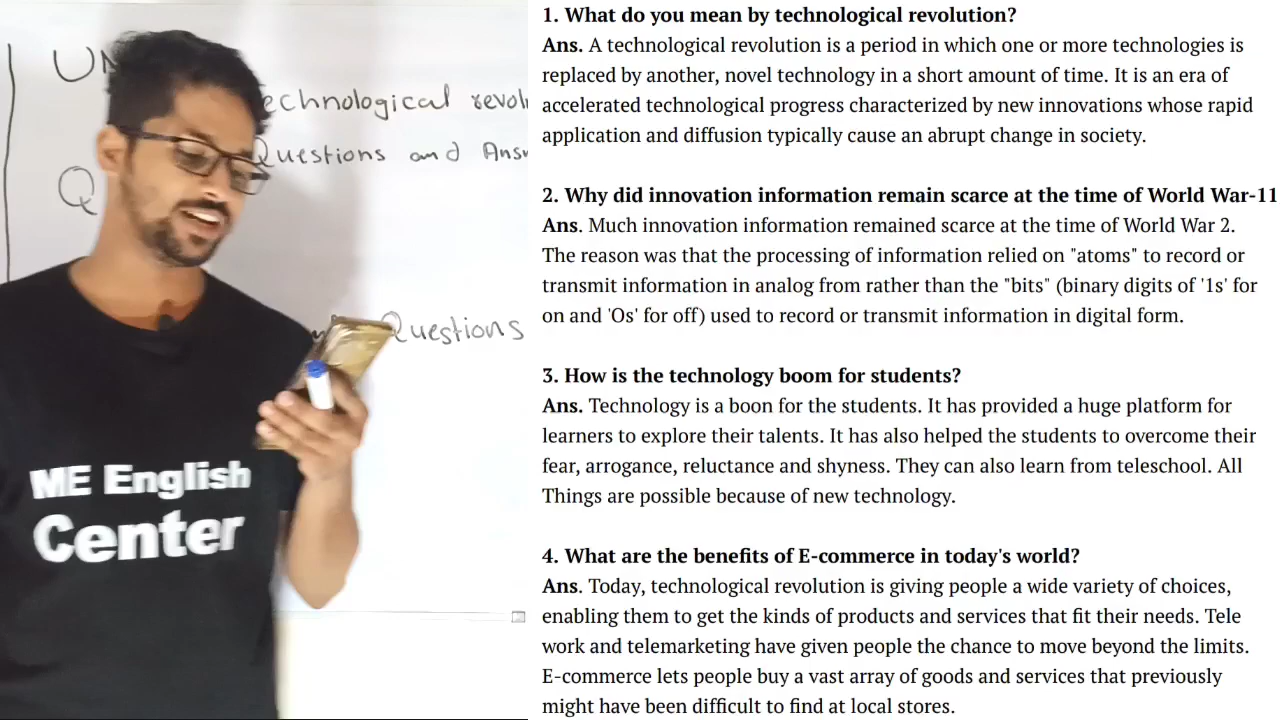 UN
echnological revolu
Questions and Answ
Q
Questions
ME English
Center
1. What do you mean by technological revolution?
Ans. A technological revolution is a period in which one or more technologies is
replaced by another, novel technology in a short amount of time. It is an era of
accelerated technological progress characterized by new innovations whose rapid
application and diffusion typically cause an abrupt change in society.
2. Why did innovation information remain scarce at the time of World War-11
Ans. Much innovation information remained scarce at the time of World War 2.
The reason was that the processing of information relied on "atoms" to record or
transmit information in analog from rather than the "bits" (binary digits of '1s' for
on and 'Os' for off) used to record or transmit information in digital form.
3. How is the technology boom for students?
Ans. Technology is a boon for the students. It has provided a huge platform for
learners to explore their talents. It has also helped the students to overcome their
fear, arrogance, reluctance and shyness. They can also learn from teleschool. All
Things are possible because of new technology.
4. What are the benefits of E-commerce in today's world?
Ans. Today, technological revolution is giving people a wide variety of choices,
enabling them to get the kinds of products and services that fit their needs. Tele
work and telemarketing have given people the chance to move beyond the limits.
E-commerce lets people buy a vast array of goods and services that previously
might have been difficult to find at local stores.